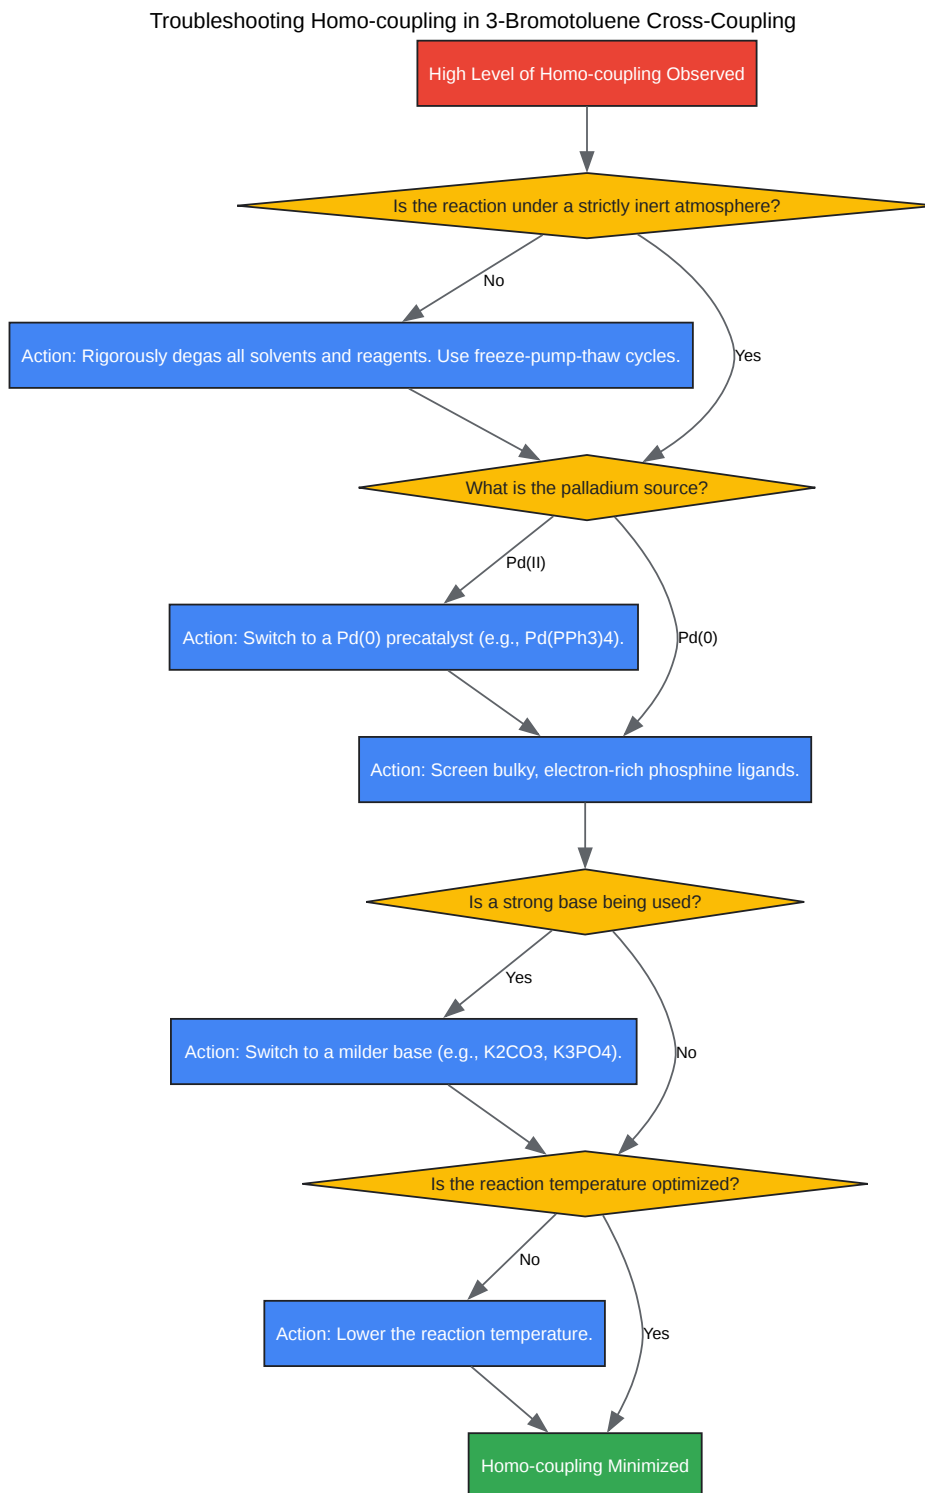 Troubleshooting Homo-coupling in 3-Bromotoluene Cross-Coupling
High Level of Homo-coupling Observed
Is the reaction under a strictly inert atmosphere?
No
Action: Rigorously degas all solvents and reagents. Use freeze-pump-thaw cycles.
Yes
What is the palladium source?
Pd(II)
Action: Switch to a Pd(0) precatalyst (e.g., Pd(PPh3)4).
Pd(0)
Action: Screen bulky, electron-rich phosphine ligands.
Is a strong base being used?
Yes
Action: Switch to a milder base (e.g., K2CO3, K3PO4).
No
Is the reaction temperature optimized?
No
Action: Lower the reaction temperature.
Yes
Homo-coupling Minimized